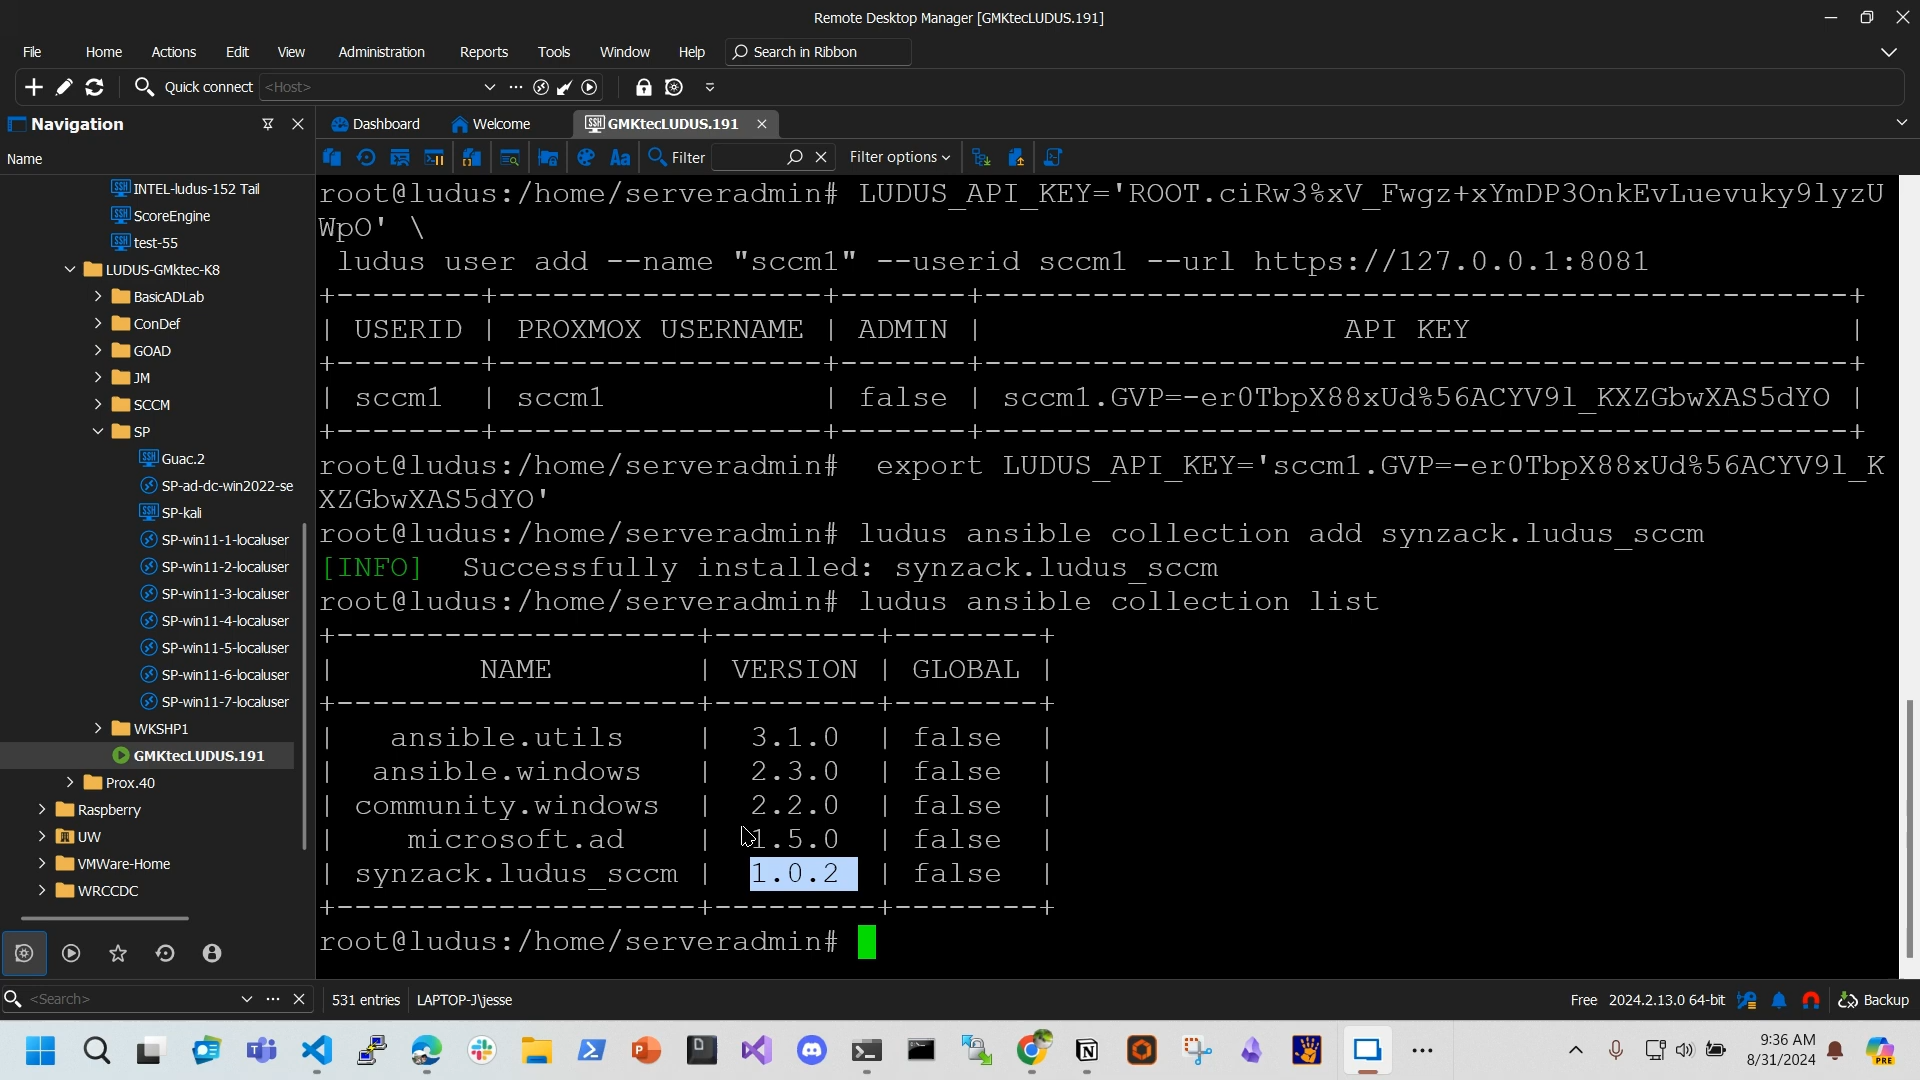 Remote Desktop Manager [GMKtecLUDUS.191]
File Home Actions Edit View Administration Reports Tools Window Help Search in Ribbon
Quick connect <Host>
Navigation
Dashboard Welcome GMKtecLUDUS.191
Name
Filter Filter options
INTEL-ludus-152 Tail
ScoreEngine
test-55
LUDUS-GMktec-K8
BasicADLab
ConDef
GOAD
JM
SCCM
SP
Guac.2
SP-ad-dc-win2022-se
SP-kali
SP-win11-1-localuser
SP-win11-2-localuser
SP-win11-3-localuser
SP-win11-4-localuser
SP-win11-5-localuser
SP-win11-6-localuser
SP-win11-7-localuser
WKSHP1
GMKtecLUDUS.191
Prox.40
Raspberry
UW
VMWare-Home
WRCCDC
root@ludus:/home/serveradmin# LUDUS_API_KEY='ROOT.ciRw3%xV_Fwgz+xYmDP3OnkEvLuevuky9lyzU
WpO' \
ludus user add --name "sccm1" --userid sccm1 --url https://127.0.0.1:8081
+--------+------------------+-------+------------------------------------------------+
| USERID | PROXMOX USERNAME | ADMIN | API KEY |
+--------+------------------+-------+------------------------------------------------+
| sccm1 | sccm1 | false | sccm1.GVP=-er0TbpX88xUd%56ACYV9l_KXZGbwXAS5dYO |
+--------+------------------+-------+------------------------------------------------+
root@ludus:/home/serveradmin# export LUDUS_API_KEY='sccm1.GVP=-er0TbpX88xUd%56ACYV9l_K
XZGbwXAS5dYO'
root@ludus:/home/serveradmin# ludus ansible collection add synzack.ludus_sccm
[INFO] Successfully installed: synzack.ludus_sccm
root@ludus:/home/serveradmin# ludus ansible collection list
+--------------------+---------+--------+
| NAME | VERSION | GLOBAL |
+--------------------+---------+--------+
| ansible.utils | 3.1.0 | false |
| ansible.windows | 2.3.0 | false |
| community.windows | 2.2.0 | false |
| microsoft.ad | 1.5.0 | false |
| synzack.ludus_sccm | 1.0.2 | false |
+--------------------+---------+--------+
root@ludus:/home/serveradmin#
<Search>
531 entries LAPTOP-J\jesse
Free 2024.2.13.0 64-bit Backup
9:36 AM
8/31/2024
PRE